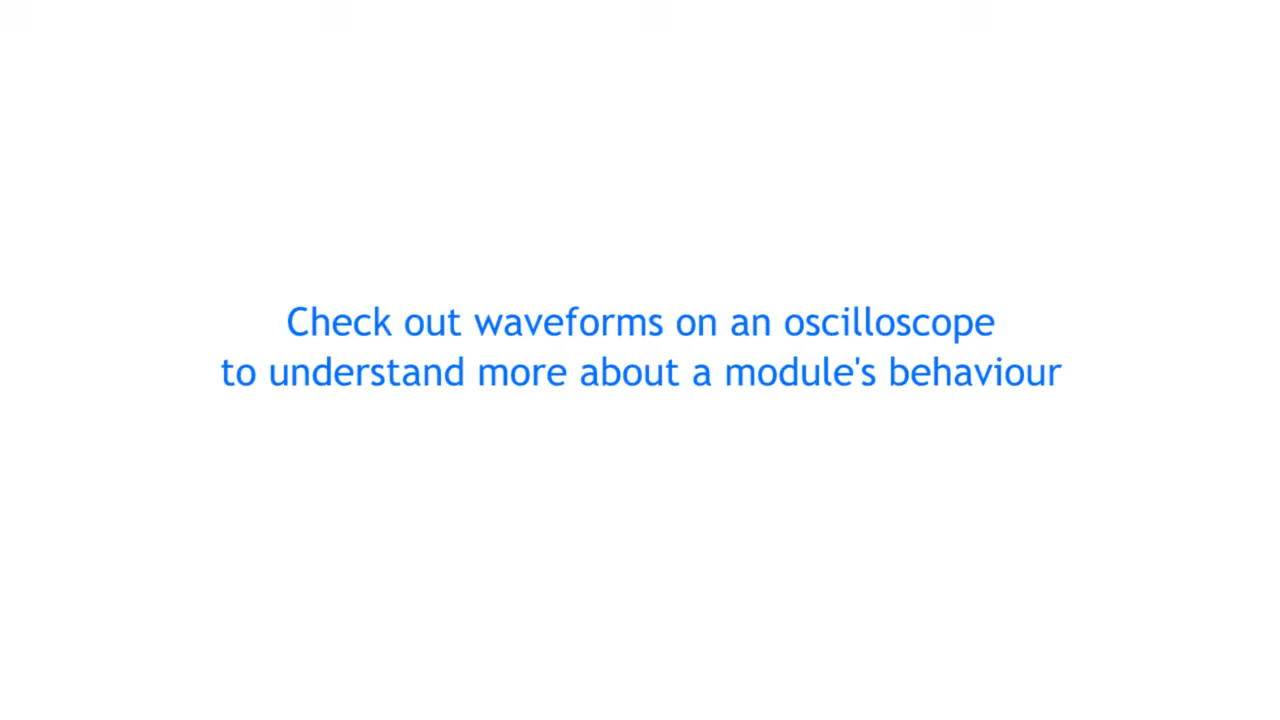 Check out waveforms on an oscilloscope
to understand more about a module's behaviour